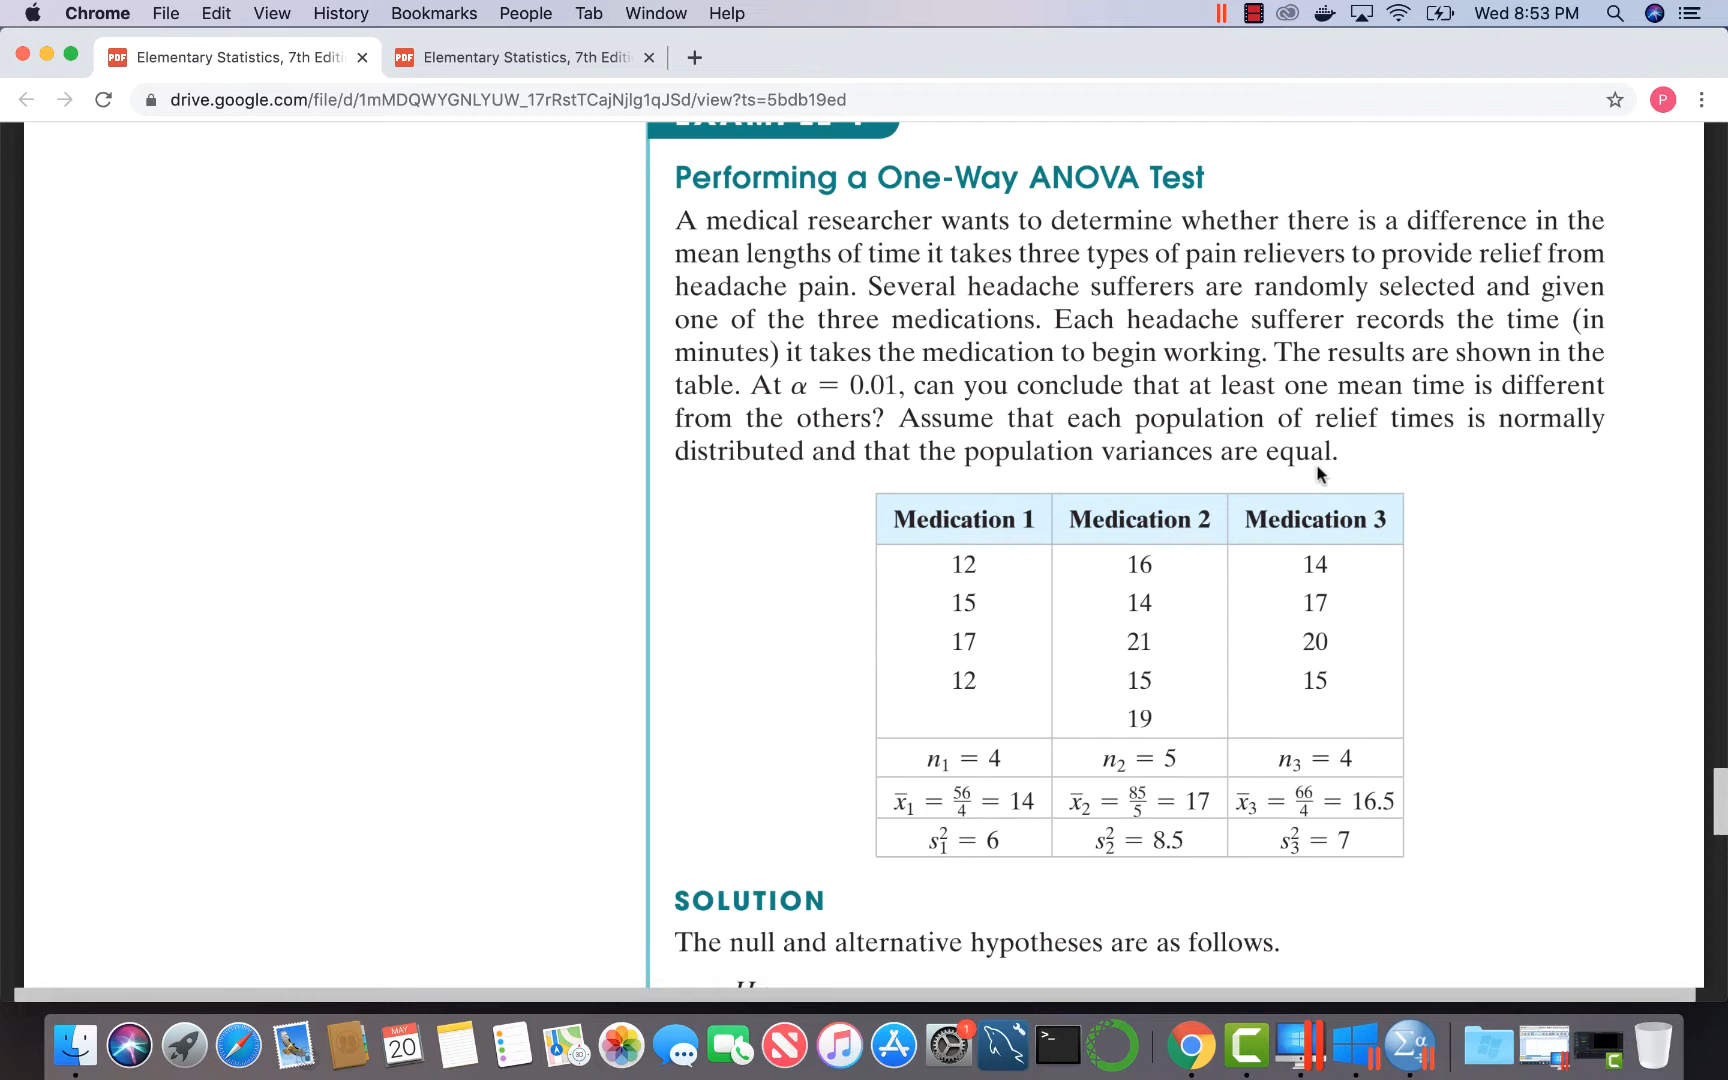 Chrome File Edit View History Bookmarks People Tab Window Help Wed 8:53 PM
PDF Elementary Statistics, 7th Editi PDF Elementary Statistics, 7th Editi
drive.google.com/file/d/1mMDQWYGNLYUW_17rRstTCajNjlg1qJSd/view?ts=5bdb19ed P
Performing a One-Way ANOVA Test
A medical researcher wants to determine whether there is a difference in the
mean lengths of time it takes three types of pain relievers to provide relief from
headache pain. Several headache sufferers are randomly selected and given
one of the three medications. Each headache sufferer records the time (in
minutes) it takes the medication to begin working. The results are shown in the
table. At α = 0.01, can you conclude that at least one mean time is different
from the others? Assume that each population of relief times is normally
distributed and that the population variances are equal.
Medication 1 Medication 2 Medication 3
12 16 14
15 14 17
17 21 20
12 15 15
19
n₁ = 4 n₂ = 5 n₃ = 4
x̄₁ = 56/4 = 14 x̄₂ = 85/5 = 17 x̄₃ = 66/4 = 16.5
s₁² = 6 s₂² = 8.5 s₃² = 7
SOLUTION
The null and alternative hypotheses are as follows.
MAY
20
1
Σα